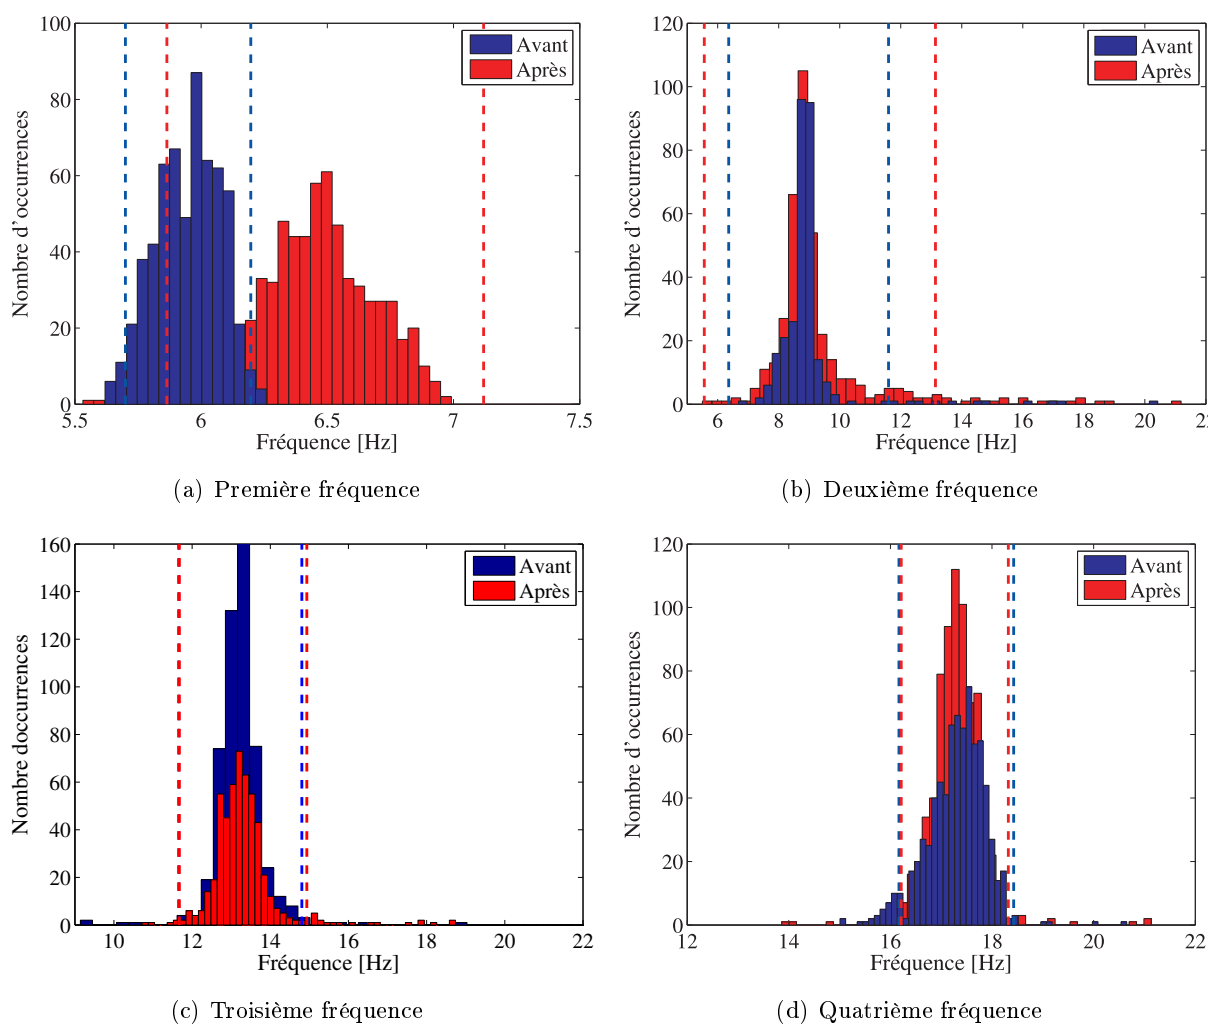 100
80
60
40
20
0
Nombre d'occurrences
5.5 6 6.5 7 7.5
Fréquence [Hz]
Avant
Après
(a) Première fréquence
120
100
80
60
40
20
0
Nombre d'occurrences
6 8 10 12 14 16 18 20 22
Fréquence [Hz]
Avant
Après
(b) Deuxième fréquence
160
140
120
100
80
60
40
20
0
Nombre doccurrences
10 12 14 16 18 20 22
Fréquence [Hz]
Avant
Après
(c) Troisième fréquence
120
100
80
60
40
20
0
Nombre d'occurrences
12 14 16 18 20 22
Fréquence [Hz]
Avant
Après
(d) Quatrième fréquence